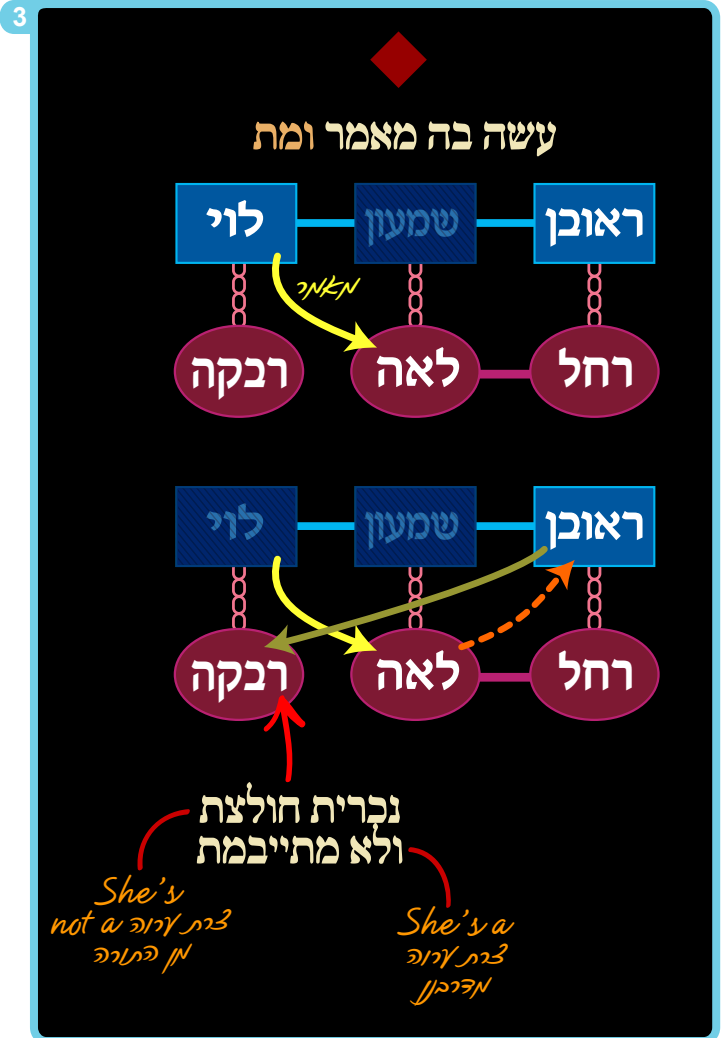 3
עשה בה מאמר ומת
ראובן שמעון לוי
מאמר
רחל לאה רבקה
ראובן שמעון לוי
רחל לאה רבקה
נכרית חולצת
ולא מתייבמת
She's
not a צרת ערוה
מן התורה
She's a
צרת ערוה
מדרבנן